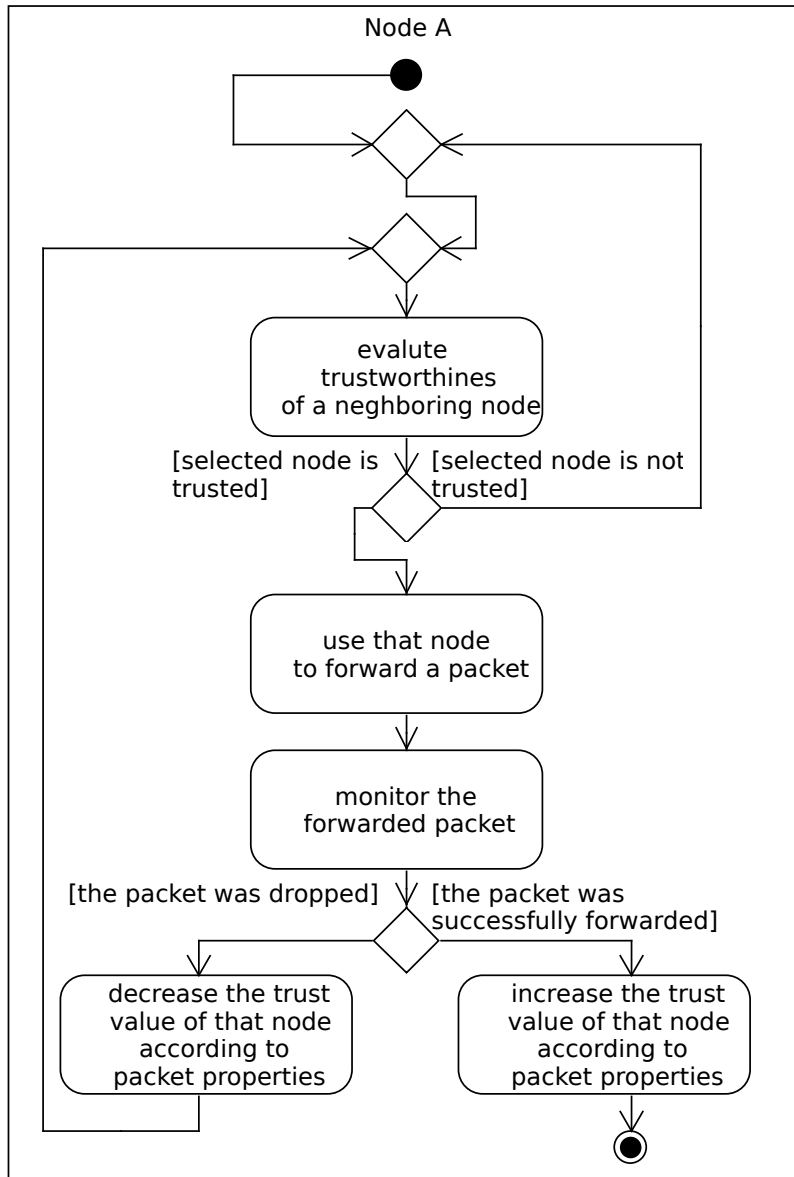 Node A
evalute
trustworthines
of a neghboring node
[selected node is
trusted]
[selected node is not
trusted]
use that node
to forward a packet
monitor the
forwarded packet
[the packet was dropped]
[the packet was
successfully forwarded]
decrease the trust
value of that node
according to
packet properties
increase the trust
value of that node
according to
packet properties